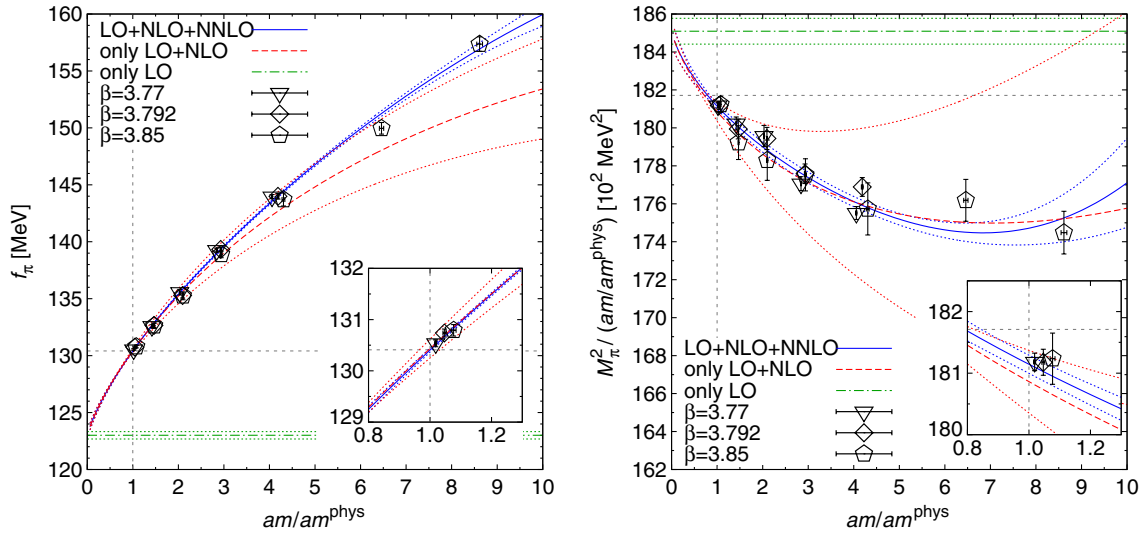 160
155
150
145
140
135
130
125
120
f_π [MeV]
LO+NLO+NNLO
only LO+NLO
only LO
β=3.77
β=3.792
β=3.85
132
131
130
129
0.8 1.0 1.2
0 1 2 3 4 5 6 7 8 9 10
am/am^phys
186
184
182
180
178
176
174
172
170
168
166
164
162
M_π^2 / (am/am^phys) [10^2 MeV^2]
LO+NLO+NNLO
only LO+NLO
only LO
β=3.77
β=3.792
β=3.85
182
181
180
0.8 1.0 1.2
0 1 2 3 4 5 6 7 8 9 10
am/am^phys